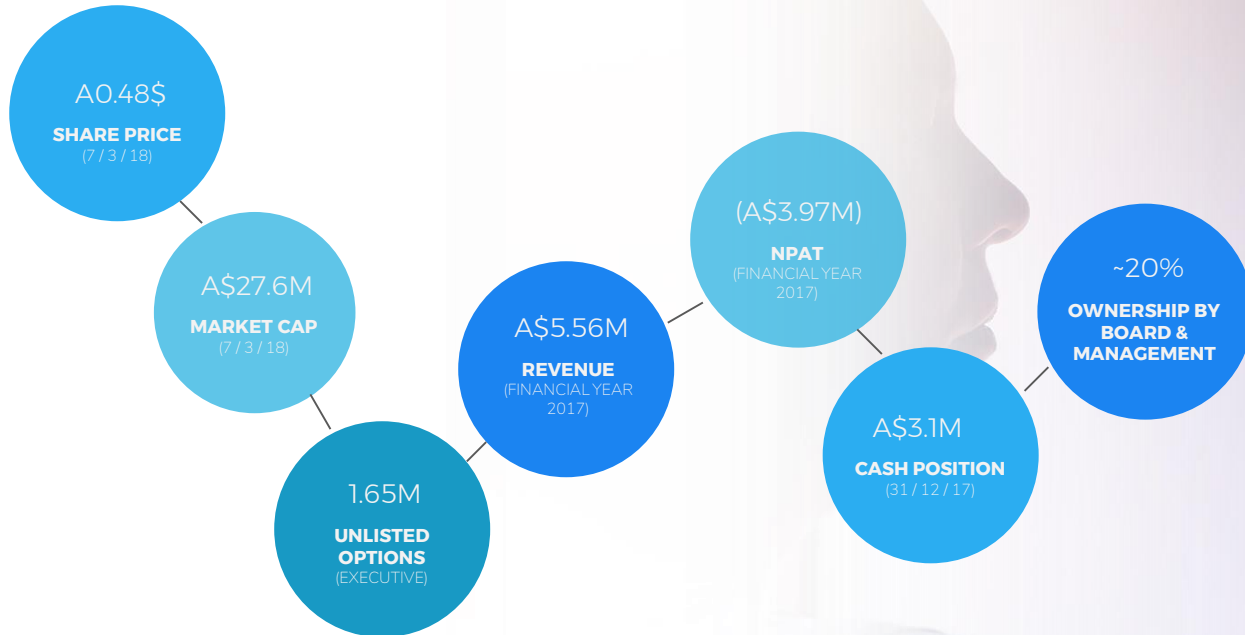 A0.48$
SHARE PRICE
(7 / 3 / 18)
A$27.6M
MARKET CAP
(7 / 3 / 18)
1.65M
UNLISTED
OPTIONS
(EXECUTIVE)
A$5.56M
REVENUE
(FINANCIAL YEAR
2017)
(A$3.97M)
NPAT
(FINANCIAL YEAR
2017)
A$3.1M
CASH POSITION
(31 / 12 / 17)
~20%
OWNERSHIP BY
BOARD &
MANAGEMENT